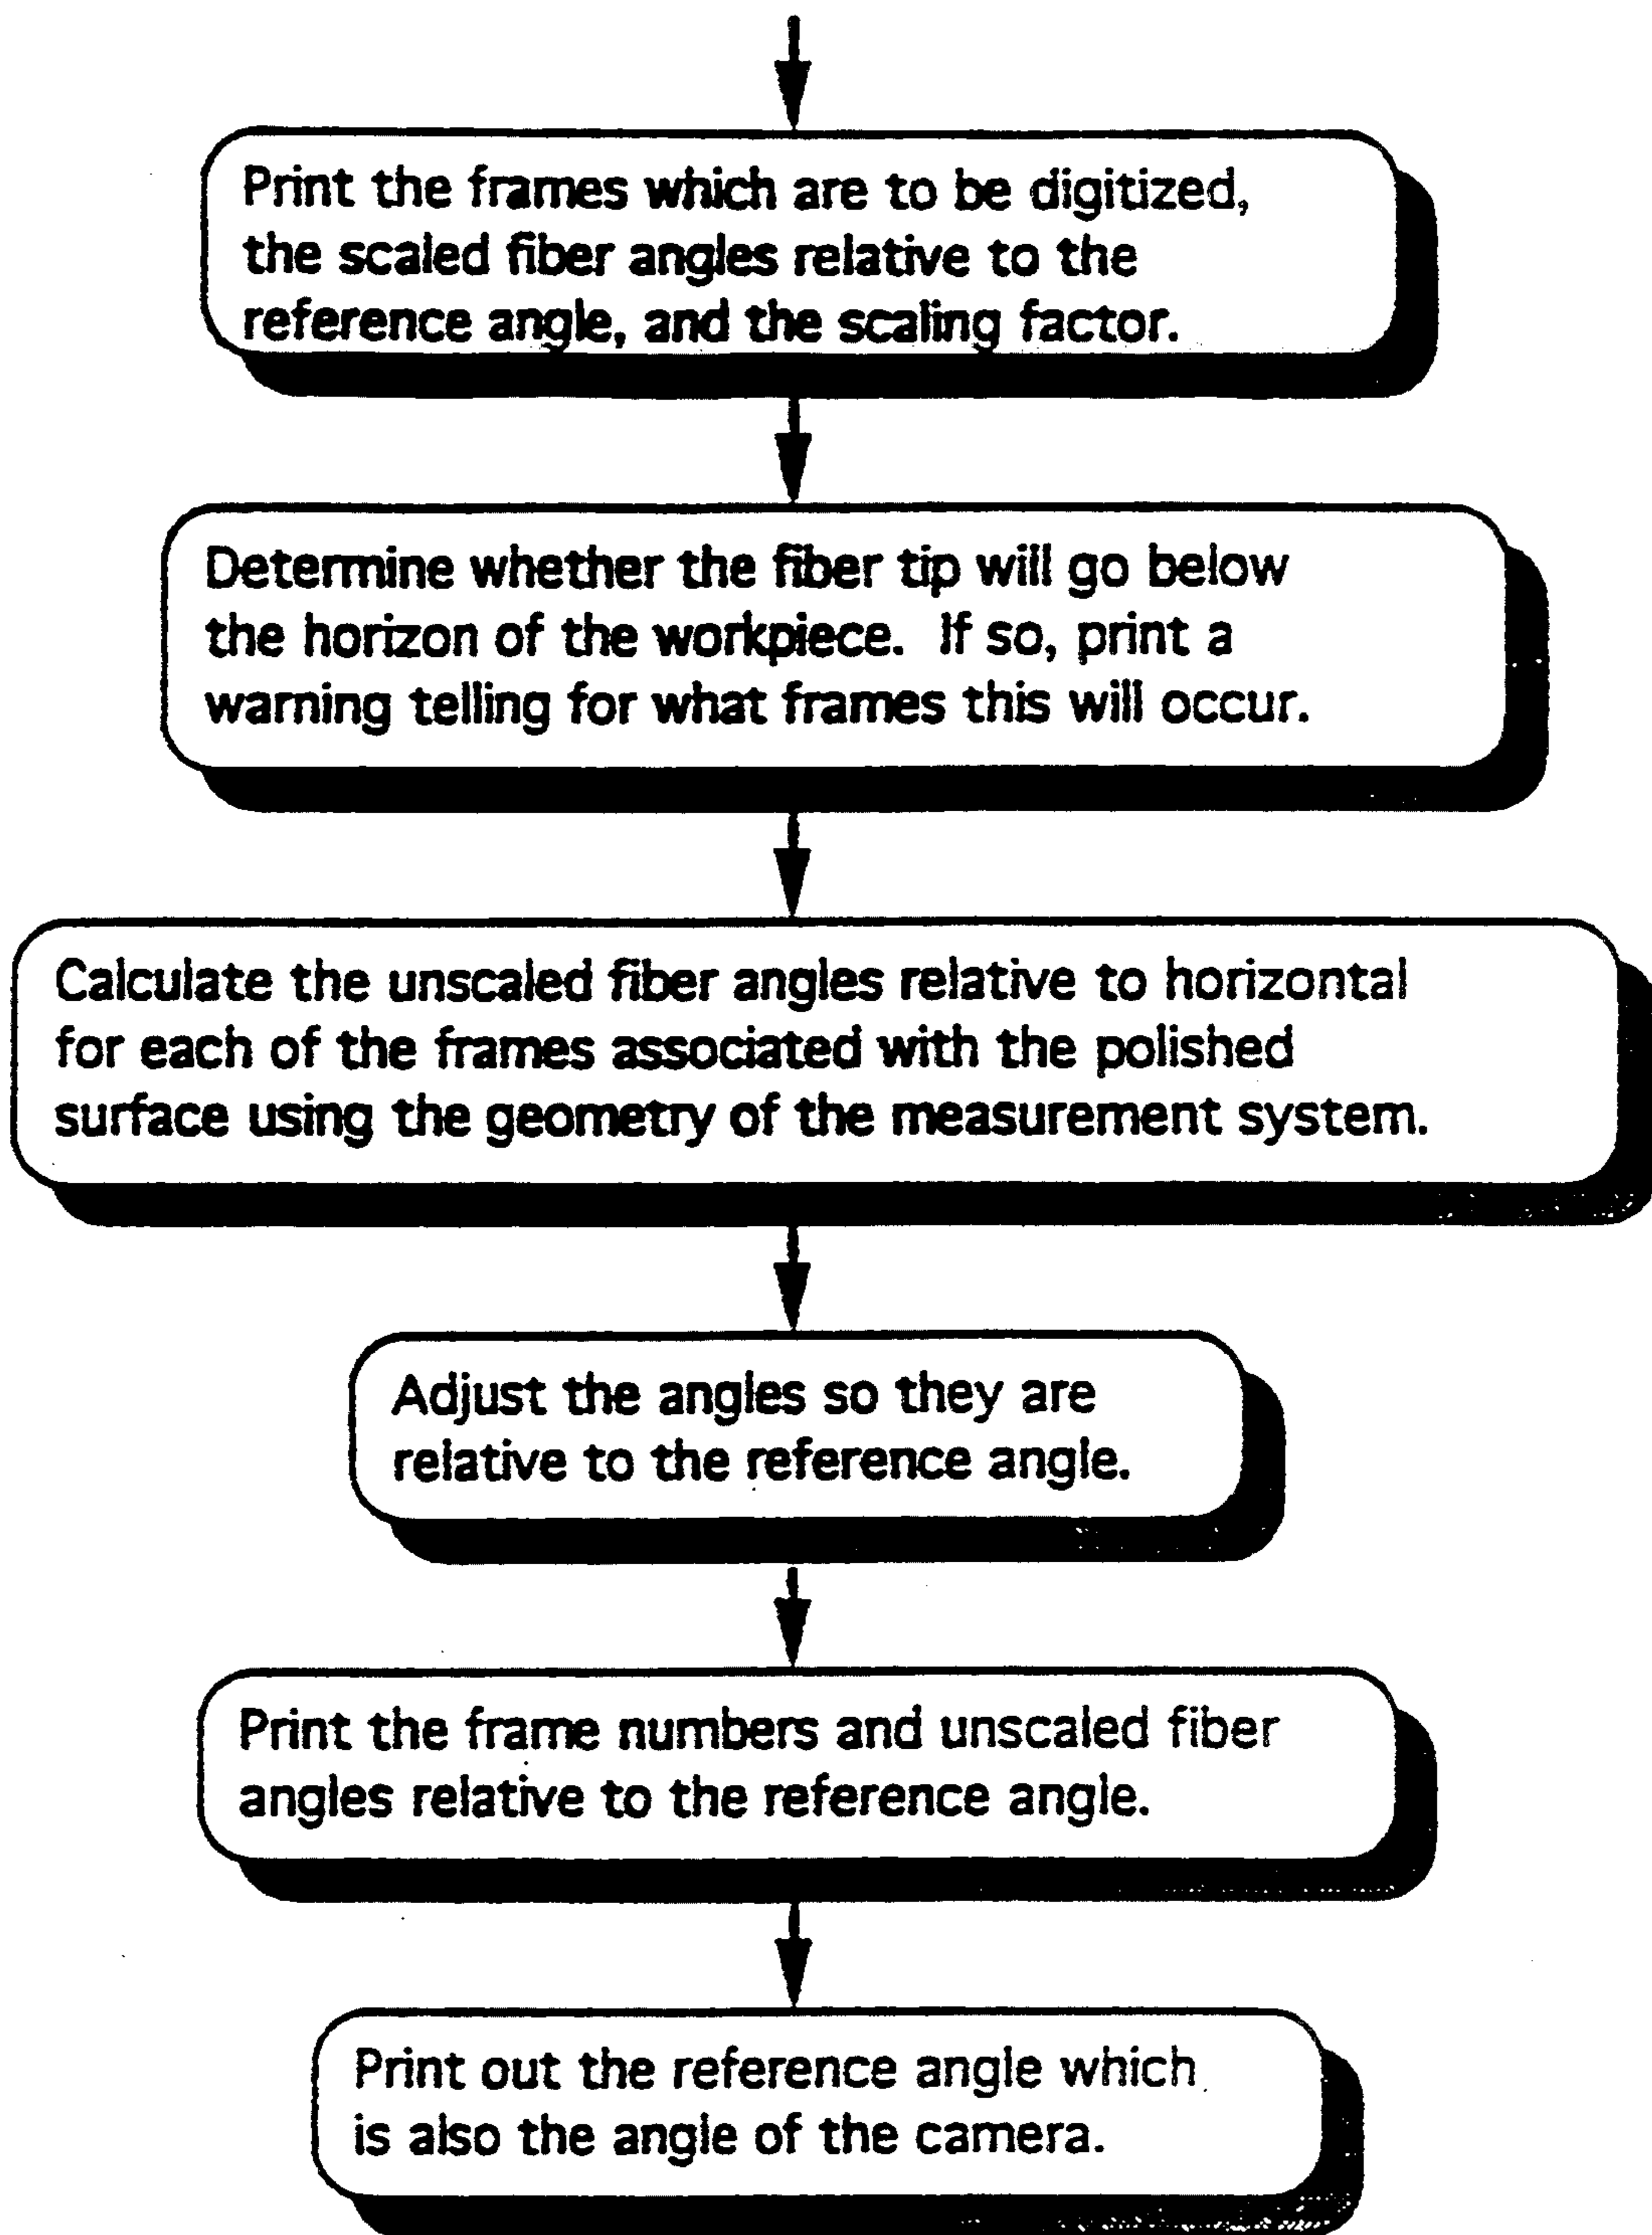 Print the frames which are to be digitized,
the scaled fiber angles relative to the
reference angle, and the scaling factor.
Determine whether the fiber tip will go below
the horizon of the workpiece. If so, print a
warning telling for what frames this will occur.
Calculate the unscaled fiber angles relative to horizontal
for each of the frames associated with the polished
surface using the geometry of the measurement system.
Adjust the angles so they are
relative to the reference angle.
Print the frame numbers and unscaled fiber
angles relative to the reference angle.
Print out the reference angle which
is also the angle of the camera.